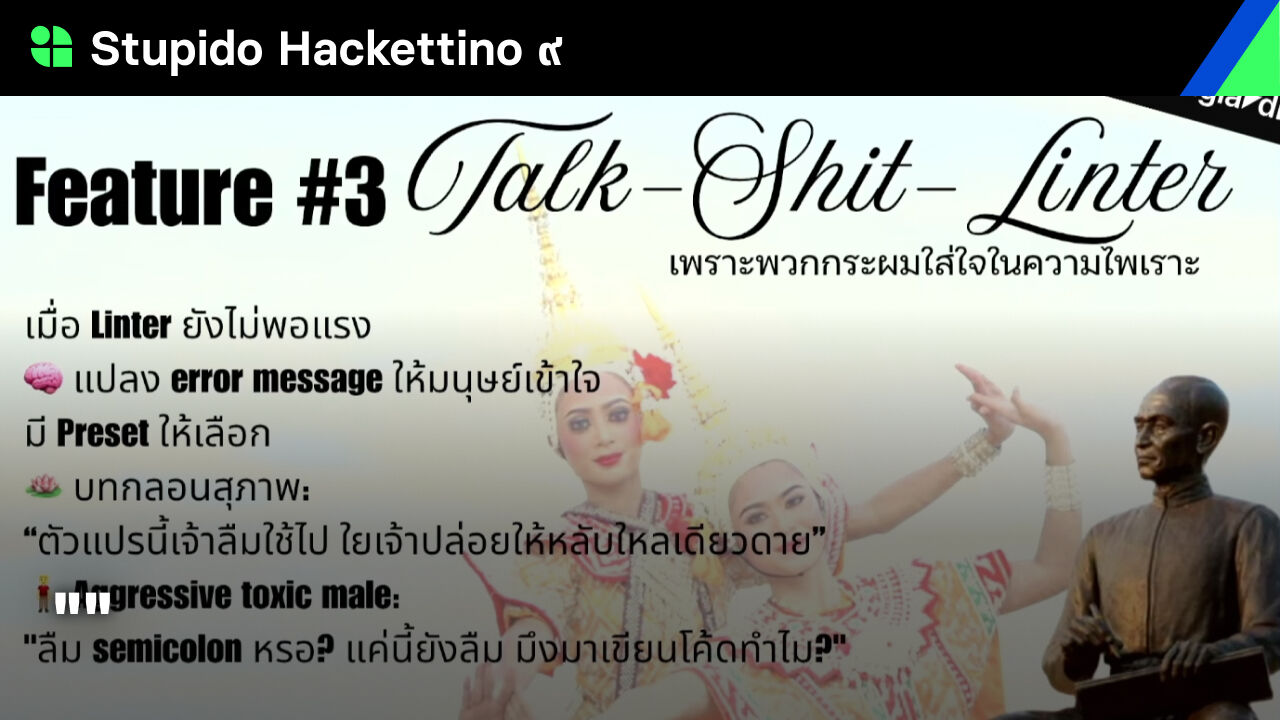 Stupido Hackettino ๙
Feature #3 Talk-Shit-Linter
เพราะพวกกระผมใส่ใจในความไพเราะ
เมื่อ Linter ยังไม่พอแรง
🧠 แปลง error message ให้มนุษย์เข้าใจ
มี Preset ให้เลือก
🪷 บทกลอนสุภาพ:
“ตัวแปรนี้เจ้าลืมใช้ไป ใยเจ้าปล่อยให้หลับใหลเดียวดาย”
Aggressive toxic male:
""
"ลืม semicolon หรอ? แค่นี้ยังลืม มึงมาเขียนโค้ดทำไม?"